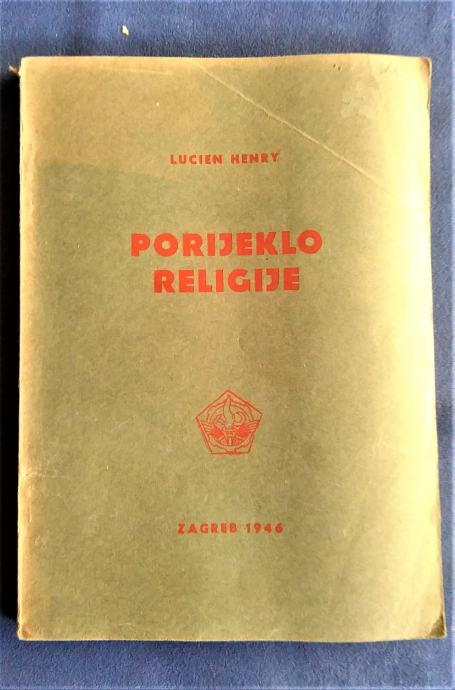 LUCIEN HENRY
PORIJEKLO
RELIGIJE
ZAGREB 1946